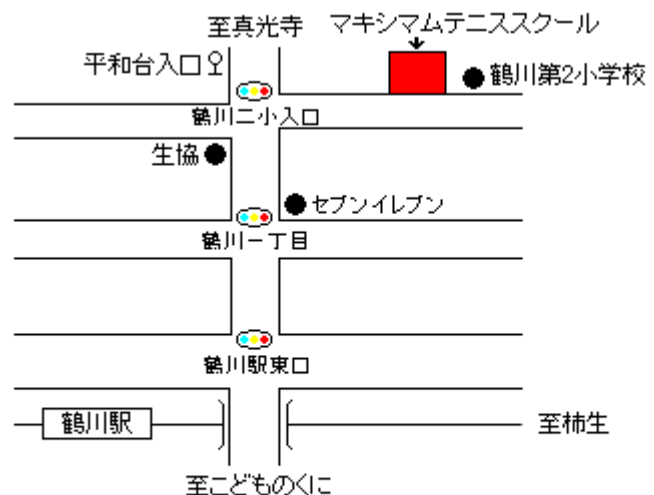 至真光寺
マキシマムテニススクール
平和台入口
鶴川第2小学校
鶴川二小入口
生協
セブンイレブン
鶴川一丁目
鶴川駅東口
鶴川駅
至柿生
至こどものくに